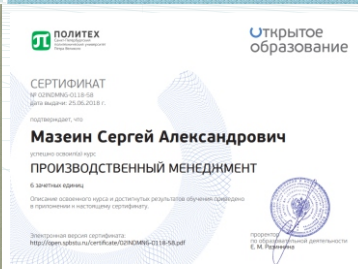 ПОЛИТЕХ
Санкт-Петербургский
политехнический университет
Петра Великого
Открытое
образование
СЕРТИФИКАТ
№ 02INDMNG-0118-58
дата выдачи: 25.06.2018 г.
подтверждает, что
Мазеин Сергей Александрович
успешно освоил(а) курс
ПРОИЗВОДСТВЕННЫЙ МЕНЕДЖМЕНТ
6 зачетных единиц
Описание освоенного курса и достигнутых результатов обучения приведено
в приложении к настоящему сертификату.
Электронная версия сертификата:
http://open.spbstu.ru/certificate/02INDMNG-0118-58.pdf
проректор
по образовательной деятельности
Е. М. Разинкина